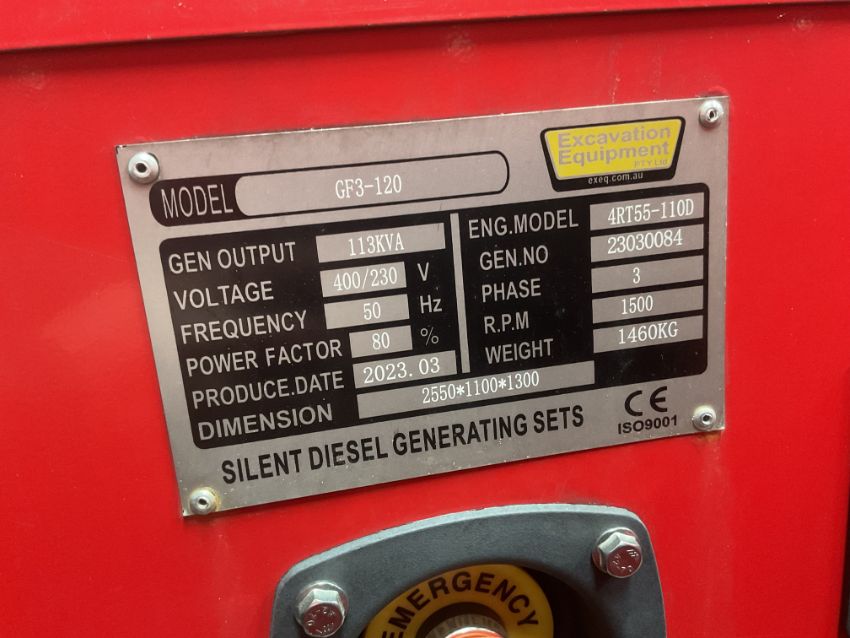 Excavation
Equipment
PTY.Ltd
exeq.com.au
MODEL GF3-120
GEN OUTPUT 113KVA
VOLTAGE 400/230 V
FREQUENCY 50 Hz
POWER FACTOR 80 %
PRODUCE.DATE 2023.03
DIMENSION 2550*1100*1300
ENG.MODEL 4RT55-110D
GEN.NO 23030084
PHASE 3
R.P.M 1500
WEIGHT 1460KG
SILENT DIESEL GENERATING SETS
CE
ISO9001
EMERGENCY